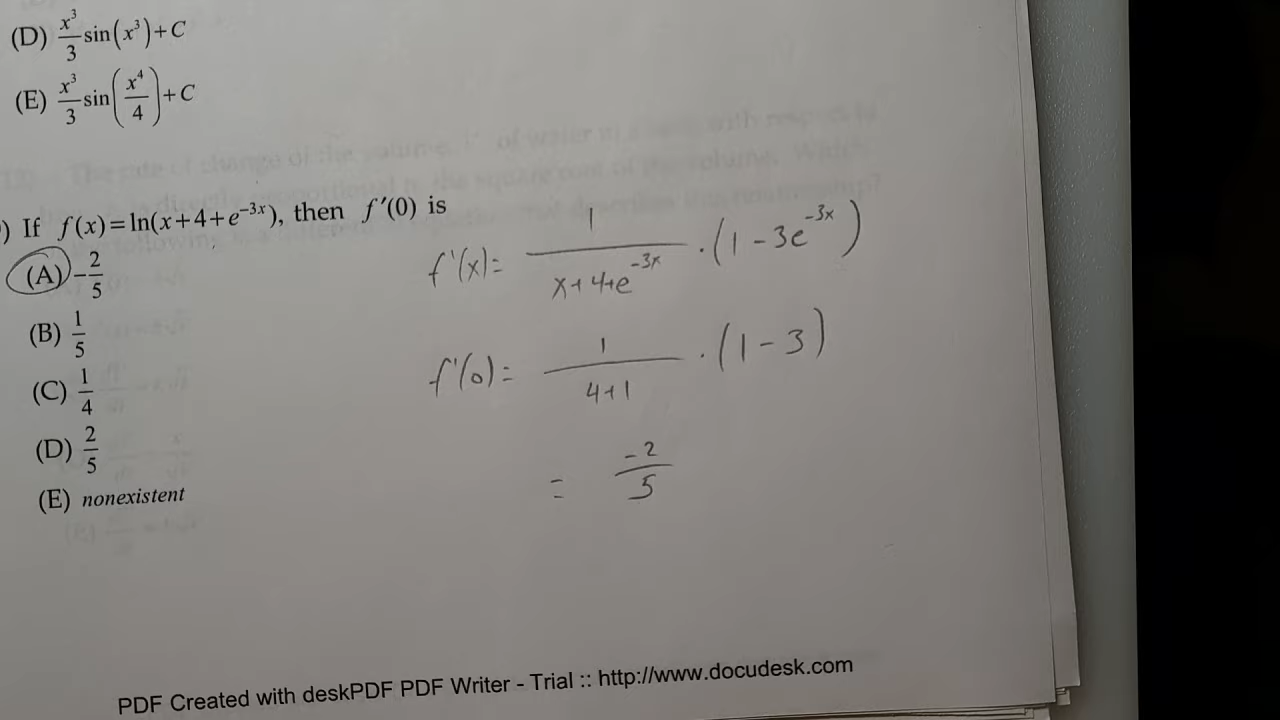 (D) x³/3 sin(x³)+C
(E) x³/3 sin(x⁴/4)+C
) If f(x)=ln(x+4+e⁻³ˣ), then f′(0) is
(A) -2/5
(B) 1/5
(C) 1/4
(D) 2/5
(E) nonexistent
f'(x)= 1/(x+4+e⁻³ˣ) · (1-3e⁻³ˣ)
f'(0)= 1/(4+1) · (1-3)
= -2/5
PDF Created with deskPDF PDF Writer - Trial :: http://www.docudesk.com